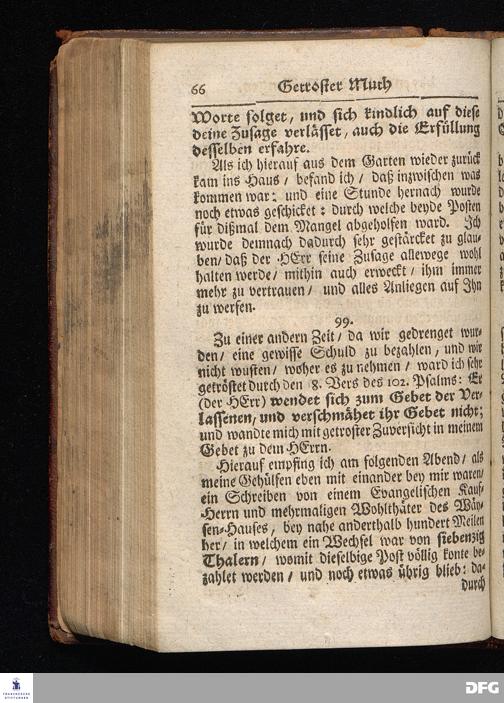 66 Getroster Muth
Worte folget, und sich kindlich auf diese
deine Zusage verlässet, auch die Erfüllung
desselben erfahre.
Als ich hierauf aus dem Garten wieder zurück
kam ins Haus / befand ich / daß inzwischen was
kommen war: und eine Stunde hernach wurde
noch etwas geschicket: durch welche beyde Posten
für dißmal dem Mangel abgeholfen ward. Ich
wurde demnach dadurch sehr gestärcket zu glau-
ben / daß der HErr seine Zusage allewege wohl
halten werde / mithin auch erweckt / ihm immer
mehr zu vertrauen / und alles Anliegen auf Ihn
zu werfen.
99.
Zu einer andern Zeit / da wir gedrenget wur-
den / eine gewisse Schuld zu bezahlen, und wir
nicht wusten / woher es zu nehmen / ward ich sehr
getröstet durch den 18. Vers des 102. Psalms: Er
(der HErr) wendet sich zum Gebet der Ver-
lassenen, und verschmähet ihr Gebet nicht;
und wandte mich mit getroster Zuversicht in meinem
Gebet zu dem HErrn.
Hierauf empfing ich am folgenden Abend / als
meine Gehülfen eben mit einander bey mir waren /
ein Schreiben von einem Evangelischen Kauf-
Herrn und mehrmaligen Wohlthäter des Wäy-
sen-Hauses, bey nahe anderthalb hundert Meilen
her / in welchem ein Wechsel war von siebenzig
Thalern / womit dieselbige Post völlig konte be-
zahlet werden / und noch etwas übrig blieb: da-
durch
FRANCKESCHE
STIFTUNGEN
DFG